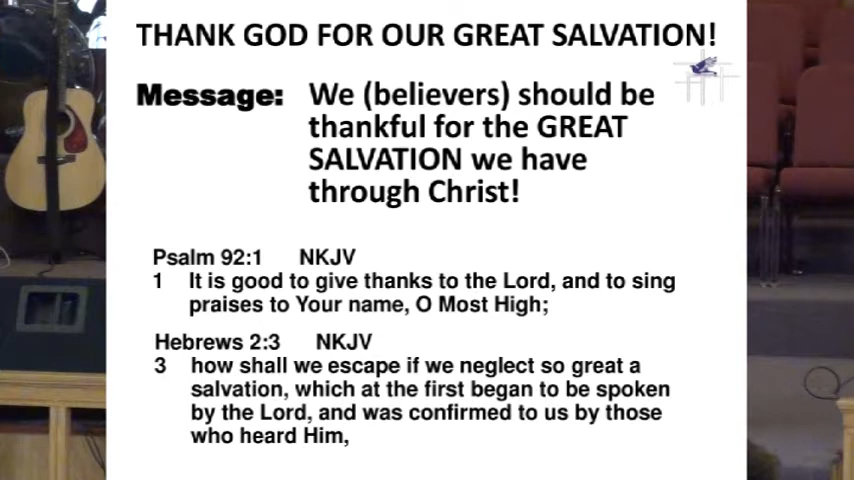 THANK GOD FOR OUR GREAT SALVATION!
Message: We (believers) should be
thankful for the GREAT
SALVATION we have
through Christ!
Psalm 92:1 NKJV
1 It is good to give thanks to the Lord, and to sing
praises to Your name, O Most High;
Hebrews 2:3 NKJV
3 how shall we escape if we neglect so great a
salvation, which at the first began to be spoken
by the Lord, and was confirmed to us by those
who heard Him,